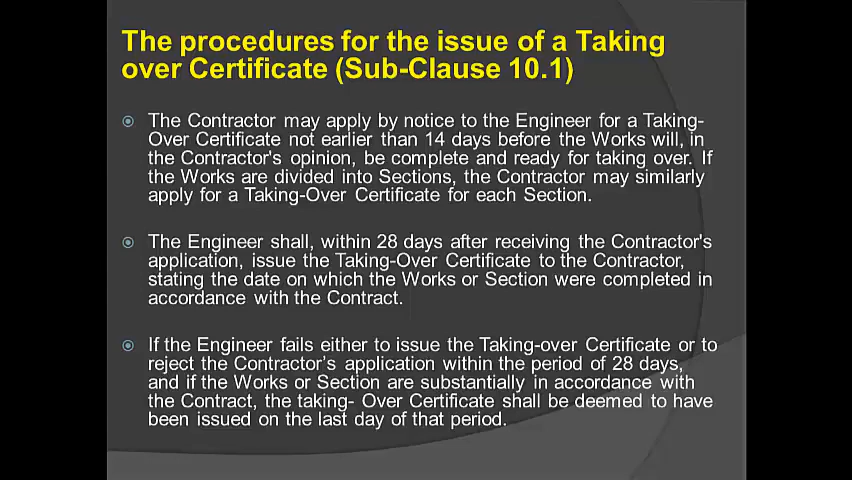 The procedures for the issue of a Taking
over Certificate (Sub-Clause 10.1)
The Contractor may apply by notice to the Engineer for a Taking-
Over Certificate not earlier than 14 days before the Works will, in
the Contractor's opinion, be complete and ready for taking over. If
the Works are divided into Sections, the Contractor may similarly
apply for a Taking-Over Certificate for each Section.
The Engineer shall, within 28 days after receiving the Contractor's
application, issue the Taking-Over Certificate to the Contractor,
stating the date on which the Works or Section were completed in
accordance with the Contract.
If the Engineer fails either to issue the Taking-over Certificate or to
reject the Contractor’s application within the period of 28 days,
and if the Works or Section are substantially in accordance with
the Contract, the taking- Over Certificate shall be deemed to have
been issued on the last day of that period.